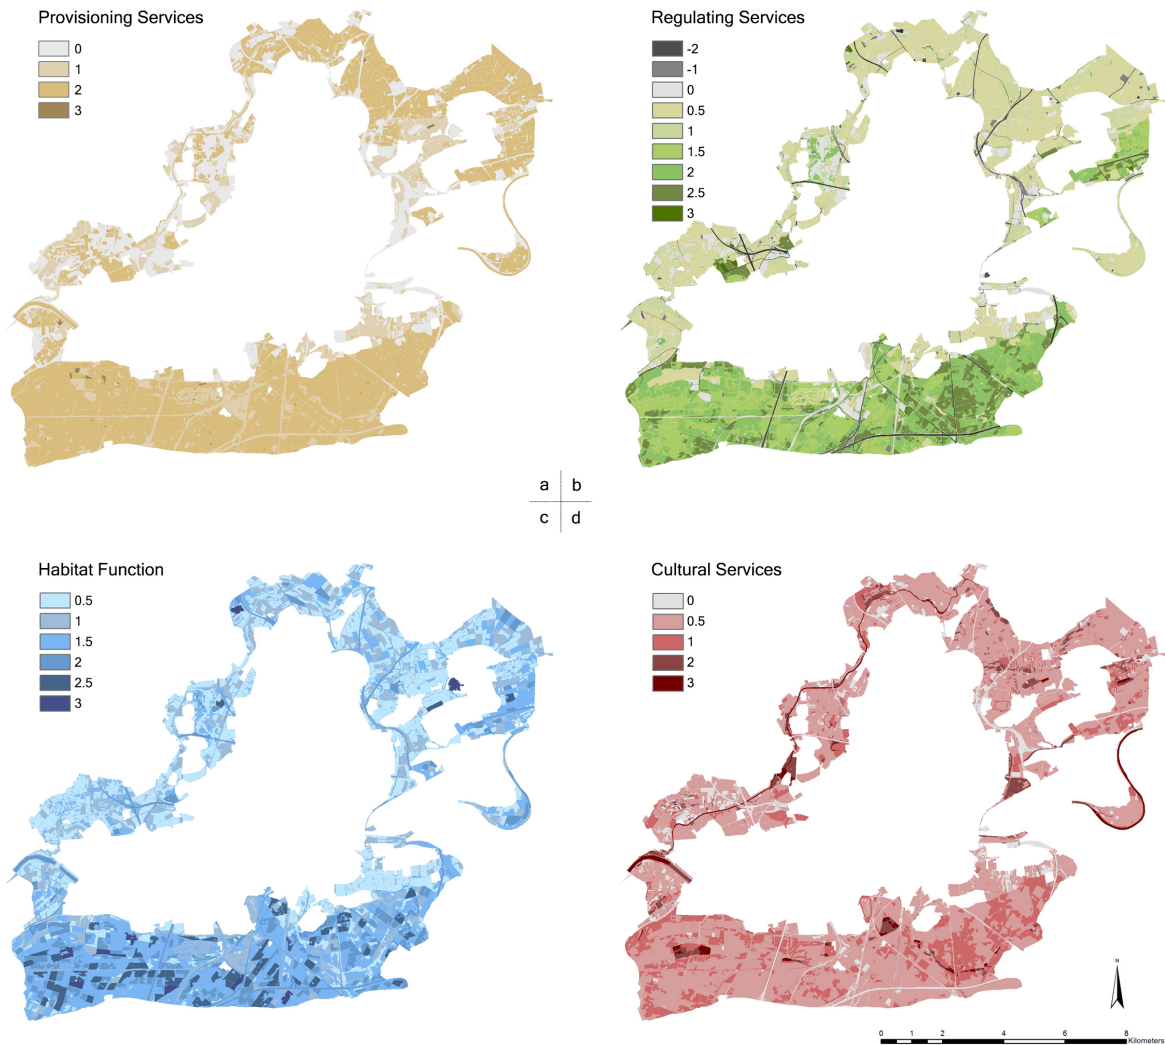 Provisioning Services
0
1
2
3
Regulating Services
-2
-1
0
0.5
1
1.5
2
2.5
3
a b
c d
Habitat Function
0.5
1
1.5
2
2.5
3
Cultural Services
0
0.5
1
2
3
N
0 1 2 4 6 8
Kilometers